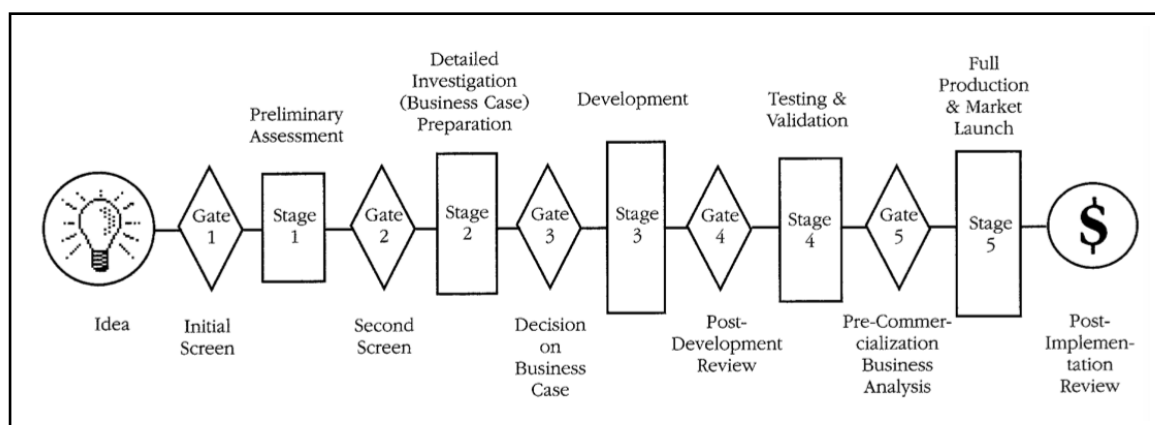 Preliminary
Assessment
Detailed
Investigation
(Business Case)
Preparation
Development
Testing &
Validation
Full
Production
& Market
Launch
Gate
1
Stage
1
Gate
2
Stage
2
Gate
3
Stage
3
Gate
4
Stage
4
Gate
5
Stage
5
$
Idea
Initial
Screen
Second
Screen
Decision
on
Business
Case
Post-
Development
Review
Pre-Commer-
cialization
Business
Analysis
Post-
Implemen-
tation
Review